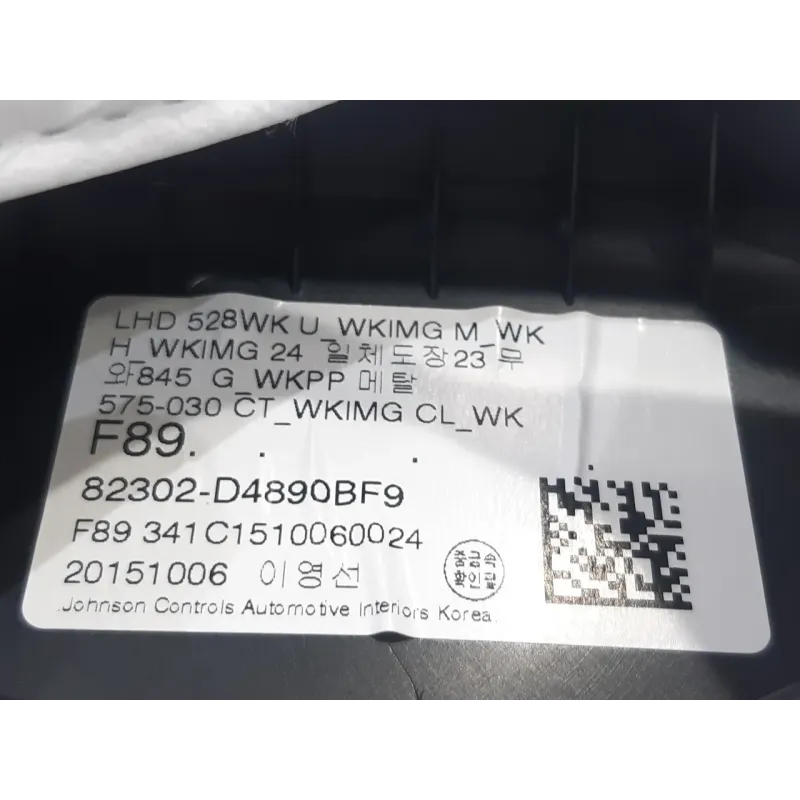 LHD 528WK U_WKIMG M_WK
H_WKIMG 24 _일체도장23 무
와845 G_WKPP 메탈
575-030 CT_WKIMG CL_WK
F89. . .
82302-D4890BF9
F89 341C1510060024
20151006 이영선
.Johnson Controls Automotive Interiors Korea.